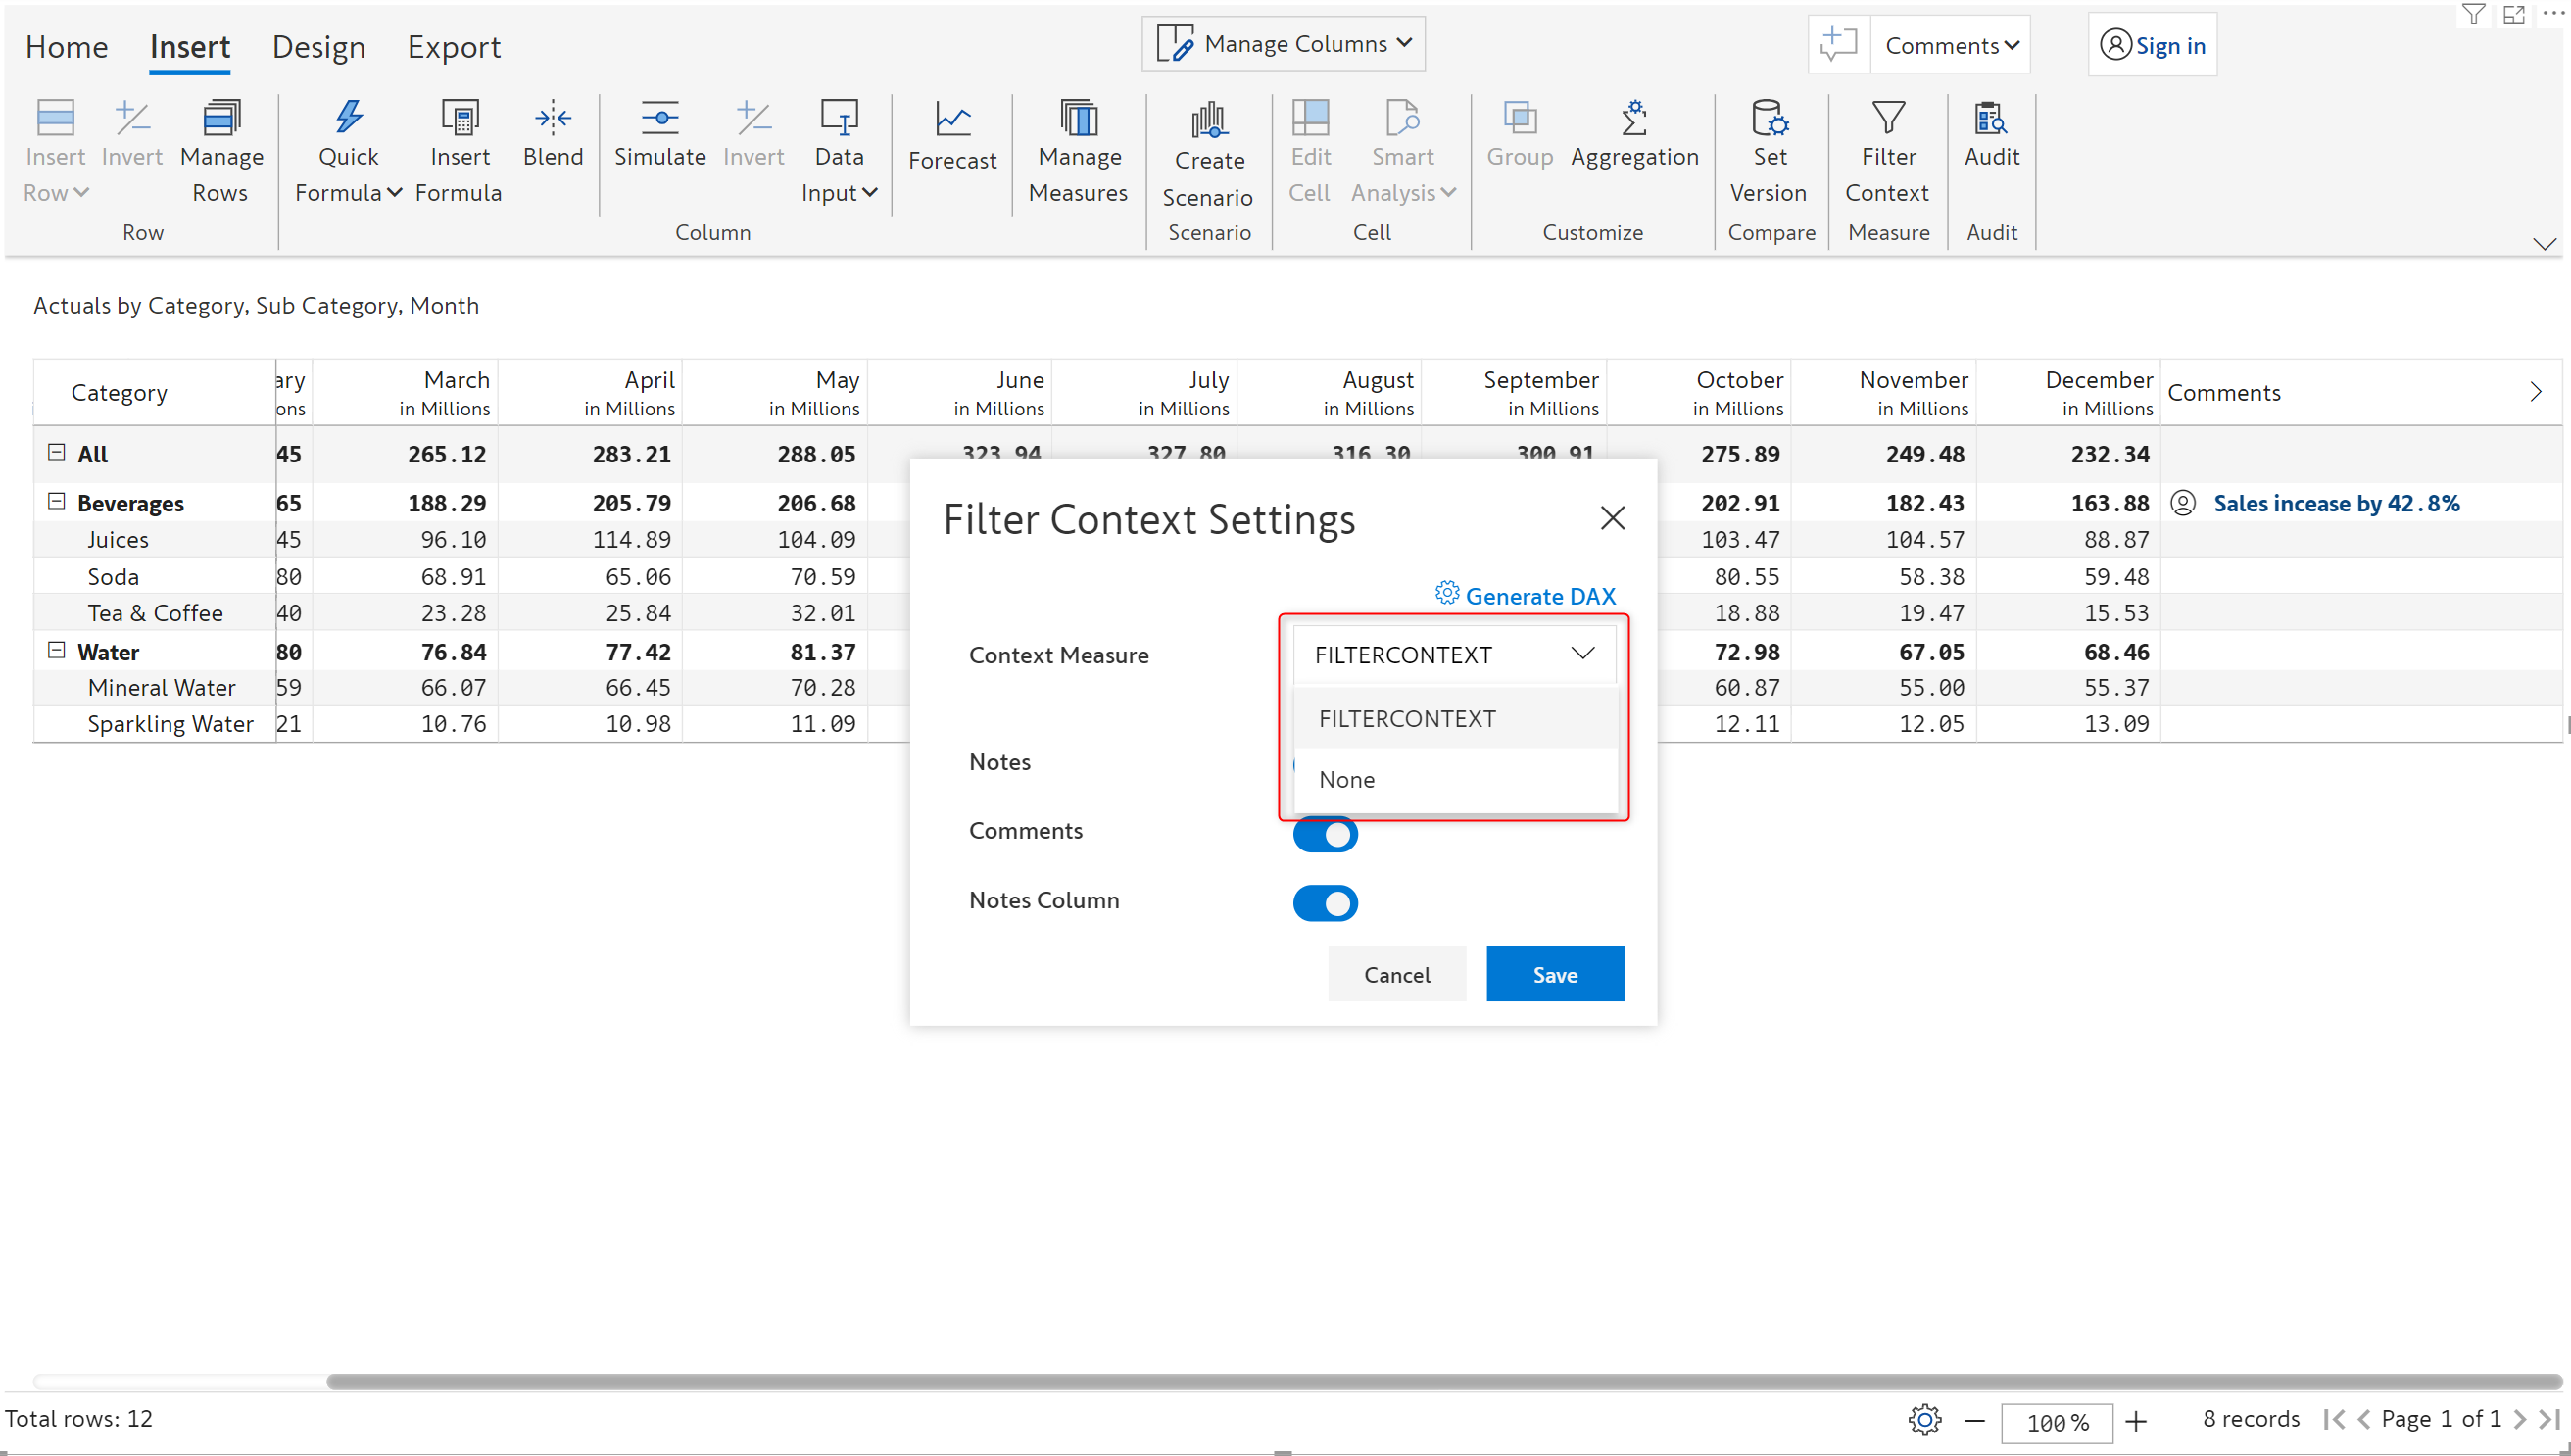 Home Insert Design Export Manage Columns Comments Sign in
Insert Row Invert Manage Rows Quick Formula Insert Formula Blend Simulate Invert Data Input Forecast Manage Measures Create Scenario Edit Cell Smart Analysis Group Aggregation Set Version Filter Context Audit
Row Column Scenario Cell Customize Compare Measure Audit
Actuals by Category, Sub Category, Month
Category ary March April May June July August September October November December Comments
ons in Millions in Millions in Millions in Millions in Millions in Millions in Millions in Millions in Millions in Millions
All 45 265.12 283.21 288.05 323.94 327.80 316.30 300.91 275.89 249.48 232.34
Beverages 65 188.29 205.79 206.68 202.91 182.43 163.88 Sales incease by 42.8%
Juices 45 96.10 114.89 104.09 103.47 104.57 88.87
Soda 80 68.91 65.06 70.59 80.55 58.38 59.48
Tea & Coffee 40 23.28 25.84 32.01 18.88 19.47 15.53
Water 80 76.84 77.42 81.37 72.98 67.05 68.46
Mineral Water 59 66.07 66.45 70.28 60.87 55.00 55.37
Sparkling Water 21 10.76 10.98 11.09 12.11 12.05 13.09
Filter Context Settings
Generate DAX
Context Measure FILTERCONTEXT
FILTERCONTEXT
Notes
None
Comments
Notes Column
Cancel Save
Total rows: 12 100% 8 records Page 1 of 1